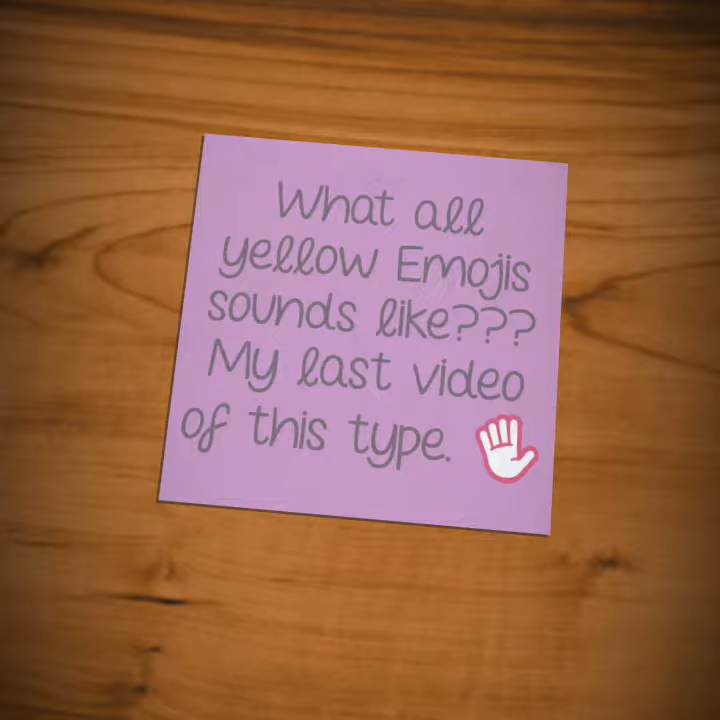 What all
yellow Emojis
sounds like???
My last video
of this type.